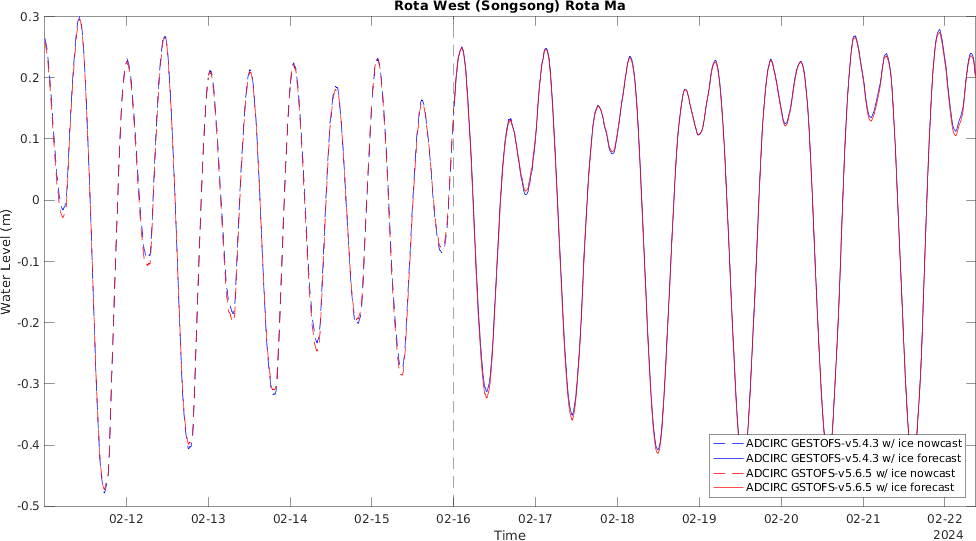 Rota West (Songsong) Rota Ma
Water Level (m)
0.3
0.2
0.1
0
-0.1
-0.2
-0.3
-0.4
-0.5
02-12 02-13 02-14 02-15 02-16 02-17 02-18 02-19 02-20 02-21 02-22
2024
Time
ADCIRC GESTOFS-v5.4.3 w/ ice nowcast
ADCIRC GESTOFS-v5.4.3 w/ ice forecast
ADCIRC GSTOFS-v5.6.5 w/ ice nowcast
ADCIRC GSTOFS-v5.6.5 w/ ice forecast